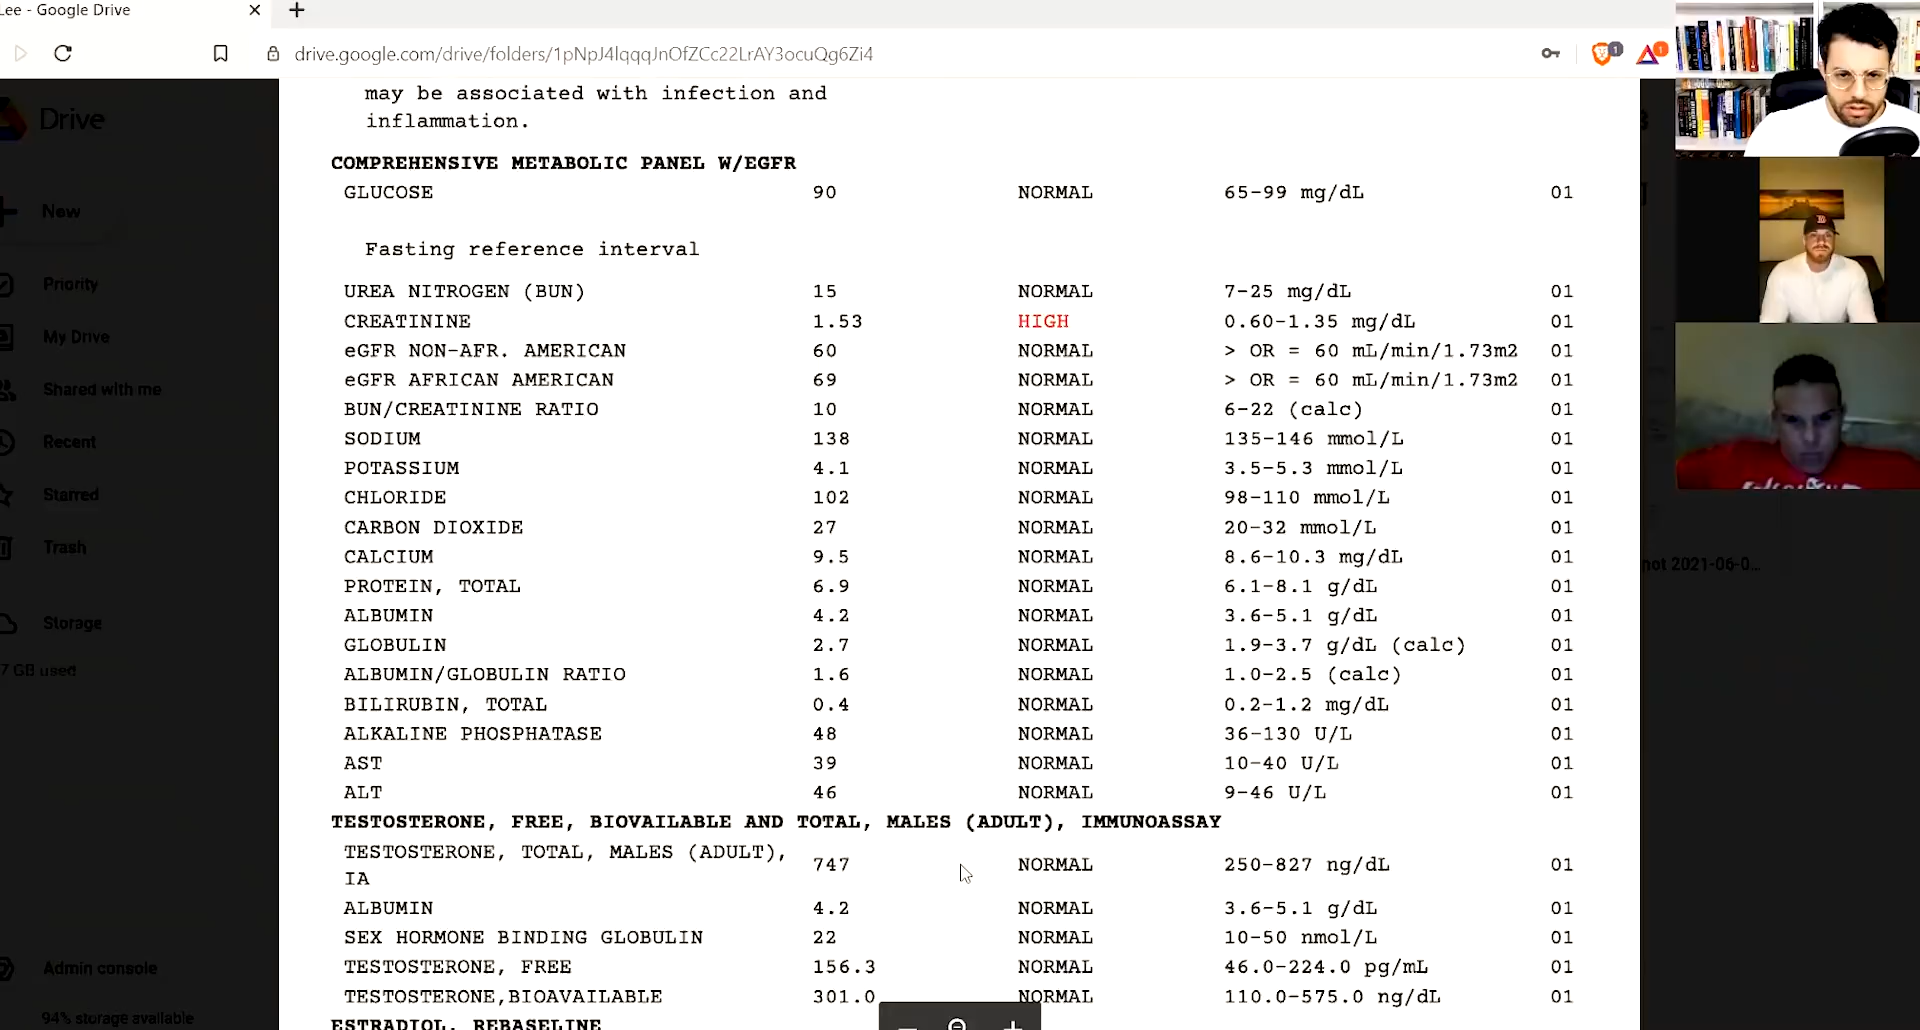 Lee - Google Drive
drive.google.com/drive/folders/1pNpJ4lqqqJnOfZCc22LrAY3ocuQg6Zi4
1
1
Drive
New
Priority
My Drive
Shared with me
Recent
Starred
Trash
Storage
7 GB used
Admin console
94% storage available
may be associated with infection and
inflammation.
COMPREHENSIVE METABOLIC PANEL W/EGFR
GLUCOSE 90 NORMAL 65-99 mg/dL 01
Fasting reference interval
UREA NITROGEN (BUN) 15 NORMAL 7-25 mg/dL 01
CREATININE 1.53 HIGH 0.60-1.35 mg/dL 01
eGFR NON-AFR. AMERICAN 60 NORMAL > OR = 60 mL/min/1.73m2 01
eGFR AFRICAN AMERICAN 69 NORMAL > OR = 60 mL/min/1.73m2 01
BUN/CREATININE RATIO 10 NORMAL 6-22 (calc) 01
SODIUM 138 NORMAL 135-146 mmol/L 01
POTASSIUM 4.1 NORMAL 3.5-5.3 mmol/L 01
CHLORIDE 102 NORMAL 98-110 mmol/L 01
CARBON DIOXIDE 27 NORMAL 20-32 mmol/L 01
CALCIUM 9.5 NORMAL 8.6-10.3 mg/dL 01
PROTEIN, TOTAL 6.9 NORMAL 6.1-8.1 g/dL 01
ALBUMIN 4.2 NORMAL 3.6-5.1 g/dL 01
GLOBULIN 2.7 NORMAL 1.9-3.7 g/dL (calc) 01
ALBUMIN/GLOBULIN RATIO 1.6 NORMAL 1.0-2.5 (calc) 01
BILIRUBIN, TOTAL 0.4 NORMAL 0.2-1.2 mg/dL 01
ALKALINE PHOSPHATASE 48 NORMAL 36-130 U/L 01
AST 39 NORMAL 10-40 U/L 01
ALT 46 NORMAL 9-46 U/L 01
TESTOSTERONE, FREE, BIOVAILABLE AND TOTAL, MALES (ADULT), IMMUNOASSAY
TESTOSTERONE, TOTAL, MALES (ADULT),
IA 747 NORMAL 250-827 ng/dL 01
ALBUMIN 4.2 NORMAL 3.6-5.1 g/dL 01
SEX HORMONE BINDING GLOBULIN 22 NORMAL 10-50 nmol/L 01
TESTOSTERONE, FREE 156.3 NORMAL 46.0-224.0 pg/mL 01
TESTOSTERONE,BIOAVAILABLE 301.0 NORMAL 110.0-575.0 ng/dL 01
ESTRADIOL, REBASELINE
not 2021-06-0...
B